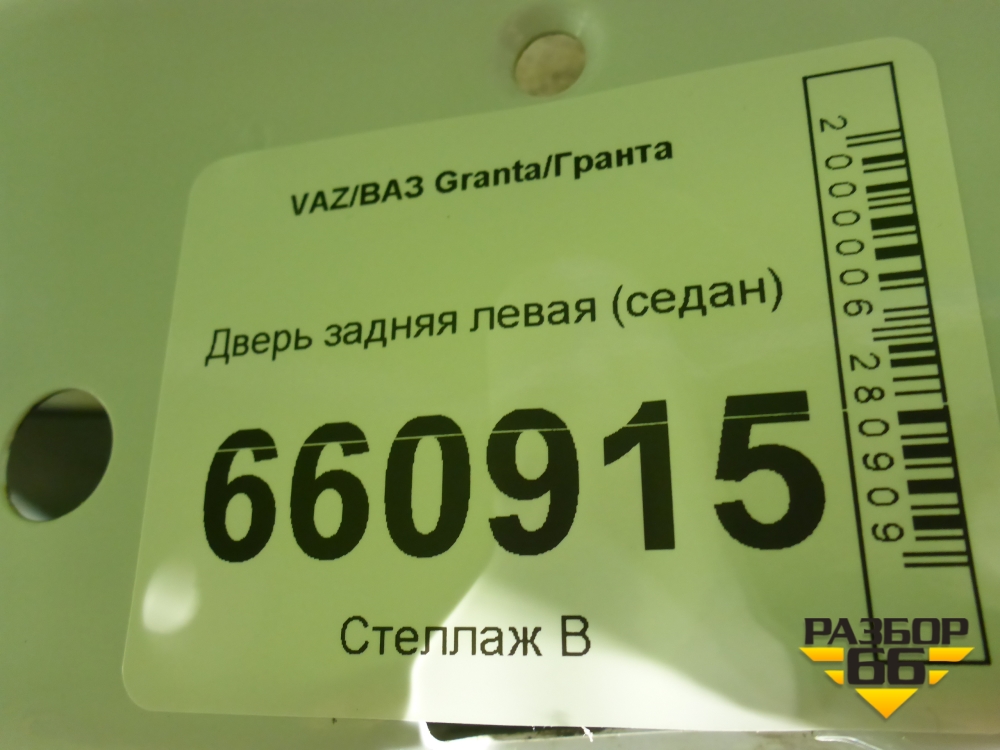 VAZ/ВАЗ Granta/Гранта
Дверь задняя левая (седан)
660915
Стеллаж В
2000006280909
РАЗБОР
66